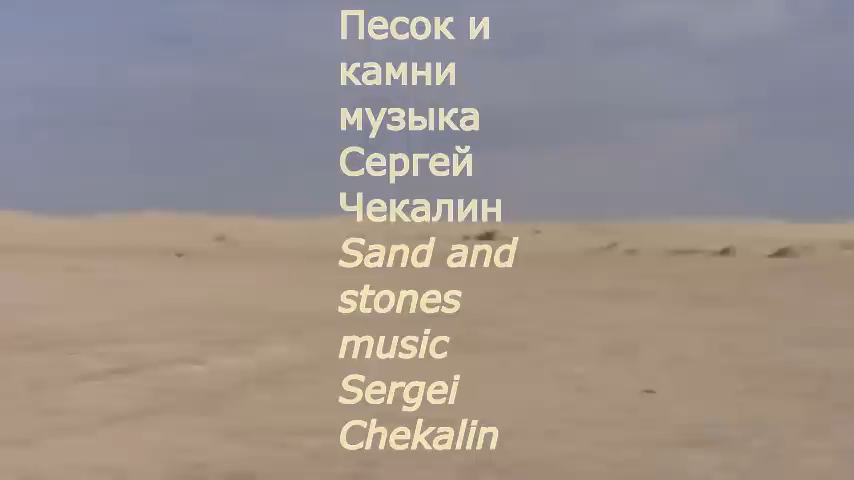 Песок и
камни
музыка
Сергей
Чекалин
Sand and
stones
music
Sergei
Chekalin